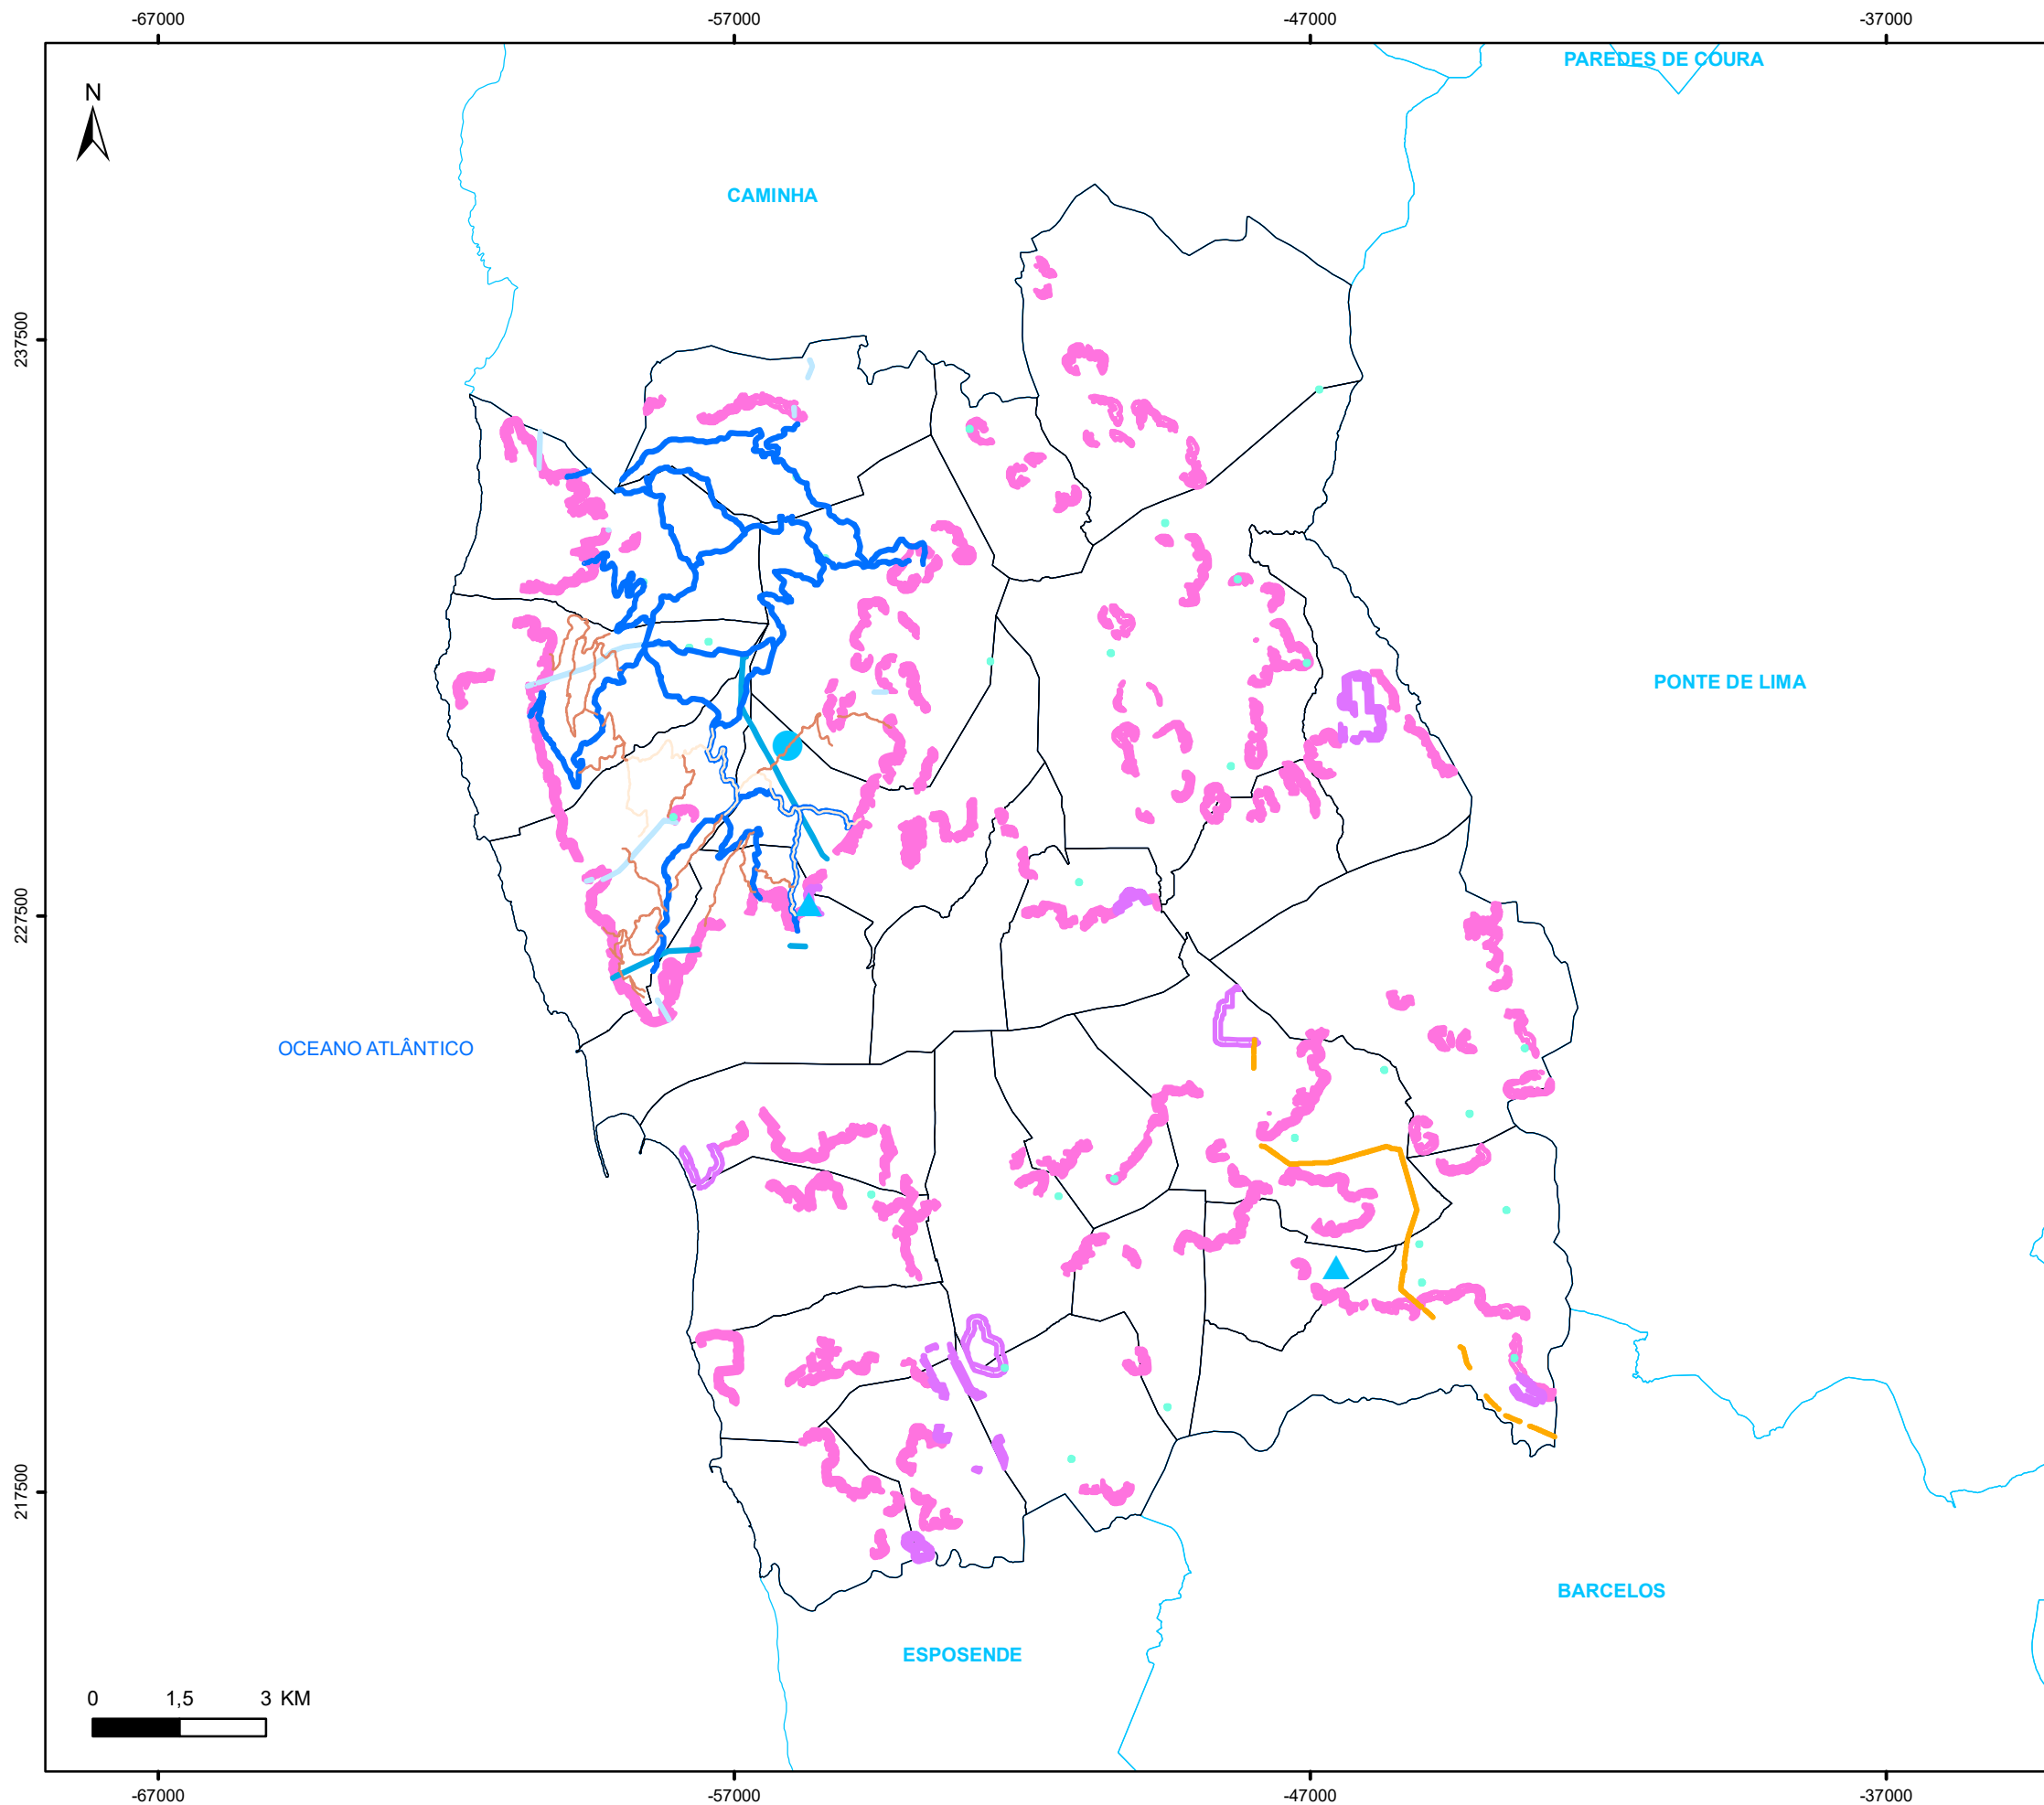 -67000 -57000 -47000 -37000
PAREDES DE COURA
N
CAMINHA
237500
PONTE DE LIMA
227500
OCEANO ATLÂNTICO
217500
BARCELOS
ESPOSENDE
0 1,5 3 KM
-67000 -57000 -47000 -37000